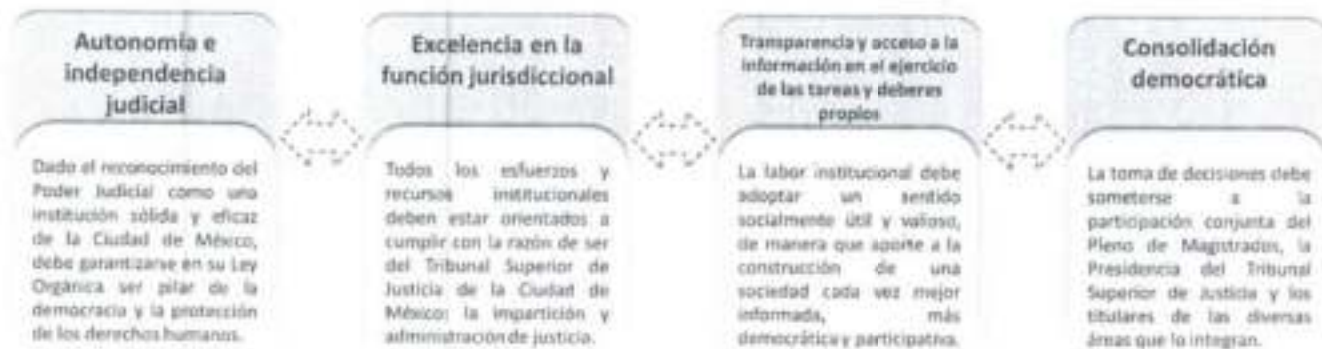 Autonomía e
independencia
judicial
Dado el reconocimiento del
Poder Judicial como una
institución sólida y eficaz
de la Ciudad de México,
debe garantizarse en su Ley
Orgánica ser pilar de la
democracia y la protección
de los derechos humanos.
Excelencia en la
función jurisdiccional
Todos los esfuerzos y
recursos institucionales
deben estar orientados a
cumplir con la razón de ser
del Tribunal Superior de
Justicia de la Ciudad de
México: la impartición y
administración de justicia.
Transparencia y acceso a la
información en el ejercicio
de las tareas y deberes
propios
La labor institucional debe
adoptar un sentido
socialmente útil y valioso,
de manera que aporte a la
construcción de una
sociedad cada vez mejor
informada, más
democrática y participativa.
Consolidación
democrática
La toma de decisiones debe
someterse a la
participación conjunta del
Pleno de Magistrados, la
Presidencia del Tribunal
Superior de Justicia y los
titulares de las diversas
áreas que lo integran.